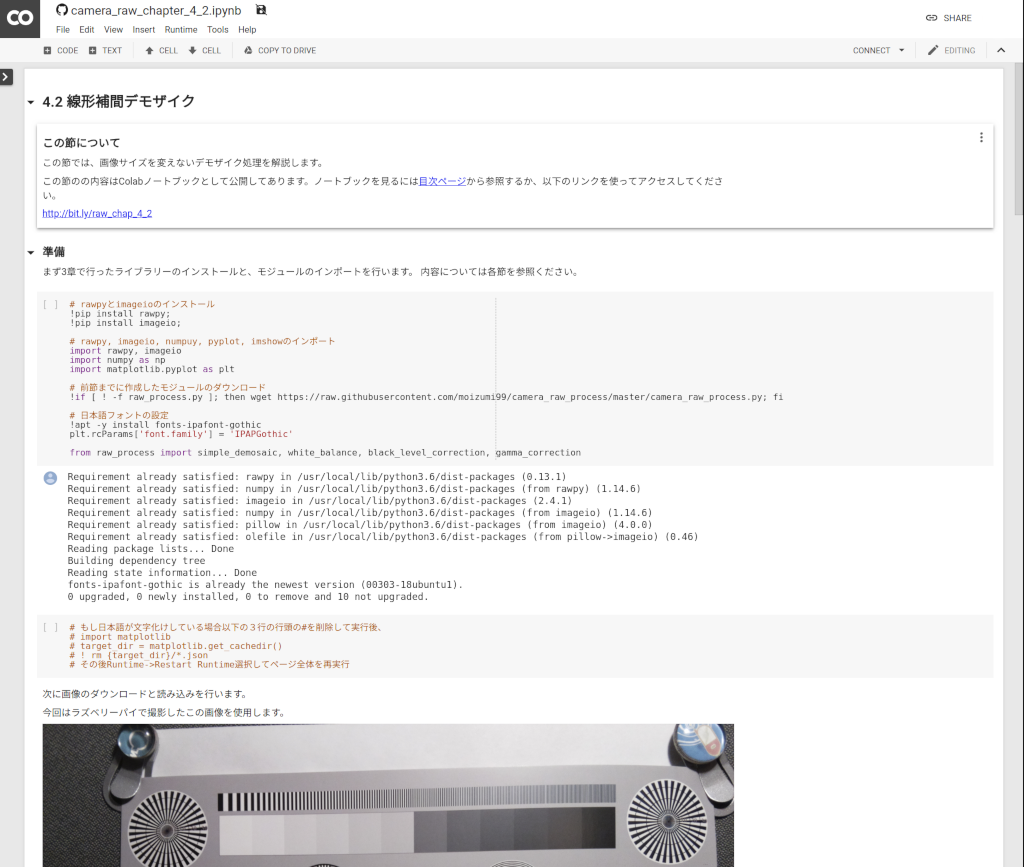 CO camera_raw_chapter_4_2.ipynb
File Edit View Insert Runtime Tools Help
SHARE
CODE TEXT CELL CELL COPY TO DRIVE CONNECT EDITING
4.2 線形補間デモザイク
この節について
この節では、画像サイズを変えないデモザイク処理を解説します。
この節のの内容はColabノートブックとして公開してあります。ノートブックを見るには目次ページから参照するか、以下のリンクを使ってアクセスしてくださ
い。
http://bit.ly/raw_chap_4_2
準備
まず3章で行ったライブラリーのインストールと、モジュールのインポートを行います。 内容については各節を参照ください。
[ ] # rawpyとimageioのインストール
!pip install rawpy;
!pip install imageio;
# rawpy, imageio, numpuy, pyplot, imshowのインポート
import rawpy, imageio
import numpy as np
import matplotlib.pyplot as plt
# 前節までに作成したモジュールのダウンロード
!if [ ! -f raw_process.py ]; then wget https://raw.githubusercontent.com/moizumi99/camera_raw_process/master/camera_raw_process.py; fi
# 日本語フォントの設定
!apt -y install fonts-ipafont-gothic
plt.rcParams['font.family'] = 'IPAPGothic'
from raw_process import simple_demosaic, white_balance, black_level_correction, gamma_correction
Requirement already satisfied: rawpy in /usr/local/lib/python3.6/dist-packages (0.13.1)
Requirement already satisfied: numpy in /usr/local/lib/python3.6/dist-packages (from rawpy) (1.14.6)
Requirement already satisfied: imageio in /usr/local/lib/python3.6/dist-packages (2.4.1)
Requirement already satisfied: numpy in /usr/local/lib/python3.6/dist-packages (from imageio) (1.14.6)
Requirement already satisfied: pillow in /usr/local/lib/python3.6/dist-packages (from imageio) (4.0.0)
Requirement already satisfied: olefile in /usr/local/lib/python3.6/dist-packages (from pillow->imageio) (0.46)
Reading package lists... Done
Building dependency tree
Reading state information... Done
fonts-ipafont-gothic is already the newest version (00303-18ubuntu1).
0 upgraded, 0 newly installed, 0 to remove and 10 not upgraded.
[ ] # もし日本語が文字化けしている場合以下の３行の行頭の#を削除して実行後、
# import matplotlib
# target_dir = matplotlib.get_cachedir()
# ! rm {target_dir}/*.json
# その後Runtime->Restart Runtime選択してページ全体を再実行
次に画像のダウンロードと読み込みを行います。
今回はラズベリーパイで撮影したこの画像を使用します。